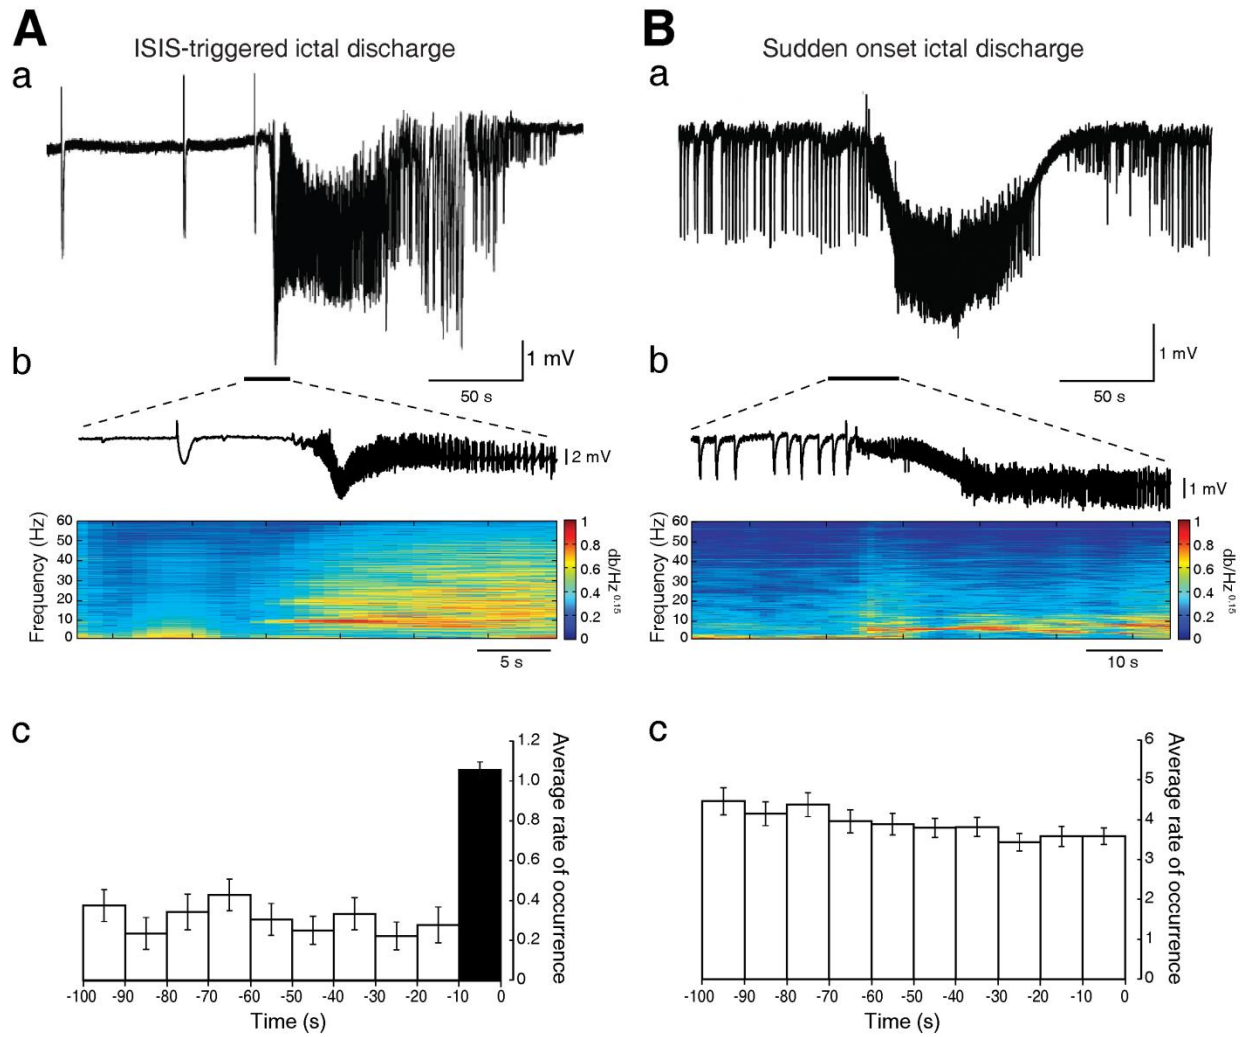 A
ISIS-triggered ictal discharge
a
1 mV
50 s
b
2 mV
Frequency (Hz)
60
50
40
30
20
10
0
1
0.8
0.6
0.4
0.2
0
db/Hz^0.15
5 s
c
1.2
1.0
0.8
0.6
0.4
0.2
0
Average rate of occurrence
-100 -90 -80 -70 -60 -50 -40 -30 -20 -10 0
Time (s)
B
Sudden onset ictal discharge
a
1 mV
50 s
b
1 mV
Frequency (Hz)
60
50
40
30
20
10
0
1
0.8
0.6
0.4
0.2
0
db/Hz^0.15
10 s
c
6
5
4
3
2
1
0
Average rate of occurrence
-100 -90 -80 -70 -60 -50 -40 -30 -20 -10 0
Time (s)